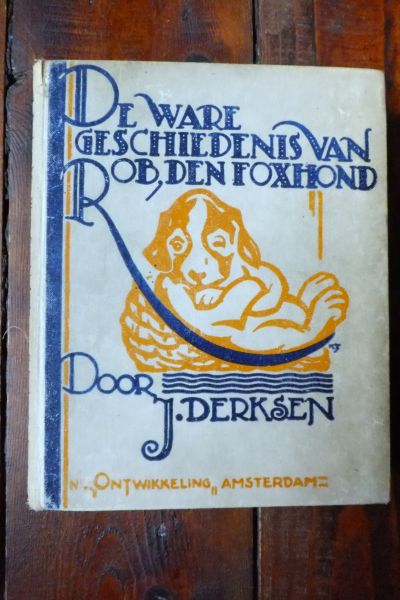 De ware
geschiedenis van
Rob, den foxhond
Door
J. Derksen
N.V. „Ontwikkeling„ Amsterdam